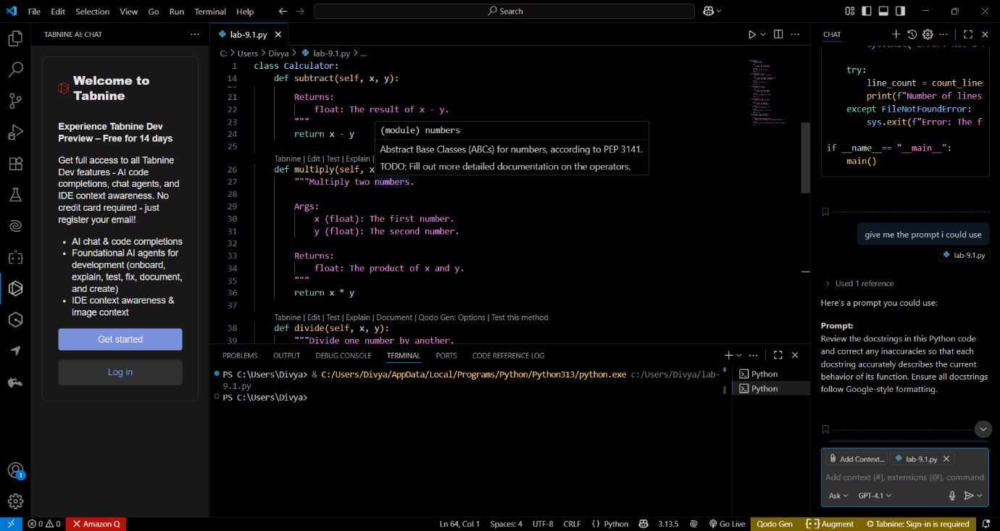 File Edit Selection View Go Run Terminal Help
Search
TABNINE AI: CHAT
Welcome to
Tabnine
Experience Tabnine Dev
Preview – Free for 14 days
Get full access to all Tabnine
Dev features - AI code
completions, chat agents, and
IDE context awareness. No
credit card required - just
register your email!
• AI chat & code completions
• Foundational AI agents for
development (onboard,
explain, test, fix, document,
and create)
• IDE context awareness &
image context
Get started
Log in
lab-9.1.py
C: > Users > Divya > lab-9.1.py > ...
1 class Calculator:
14 def subtract(self, x, y):
21 Returns:
22 float: The result of x - y.
23 """
24 return x - y
25
(module) numbers
Abstract Base Classes (ABCs) for numbers, according to PEP 3141.
TODO: Fill out more detailed documentation on the operators.
Tabnine | Edit | Test | Explain |
26 def multiply(self, x
27 """Multiply two numbers.
28
29 Args:
30 x (float): The first number.
31 y (float): The second number.
32
33 Returns:
34 float: The product of x and y.
35 """
36 return x * y
37
Tabnine | Edit | Test | Explain | Document | Qodo Gen: Options | Test this method
38 def divide(self, x, y):
39 """Divide one number by another.
PROBLEMS OUTPUT DEBUG CONSOLE TERMINAL PORTS CODE REFERENCE LOG
PS C:\Users\Divya> & C:/Users/Divya/AppData/Local/Programs/Python/Python313/python.exe c:/Users/Divya/lab-
9.1.py
PS C:\Users\Divya>
Python
Python
CHAT
try:
line_count = count_lines
print(f"Number of lines
except FileNotFoundError:
sys.exit(f"Error: The fi
if __name__== "__main__":
main()
give me the prompt i could use
lab-9.1.py
> Used 1 reference
Here's a prompt you could use:
Prompt:
Review the docstrings in this Python code
and correct any inaccuracies so that each
docstring accurately describes the current
behavior of its function. Ensure all docstrings
follow Google-style formatting.
Add Context... lab-9.1.py
Add context (#), extensions (@), command
Ask GPT-4.1
1
0 0 Amazon Q Ln 64, Col 1 Spaces: 4 UTF-8 CRLF {} Python 3.13.5 Go Live Qodo Gen Augment Tabnine: Sign-in is required